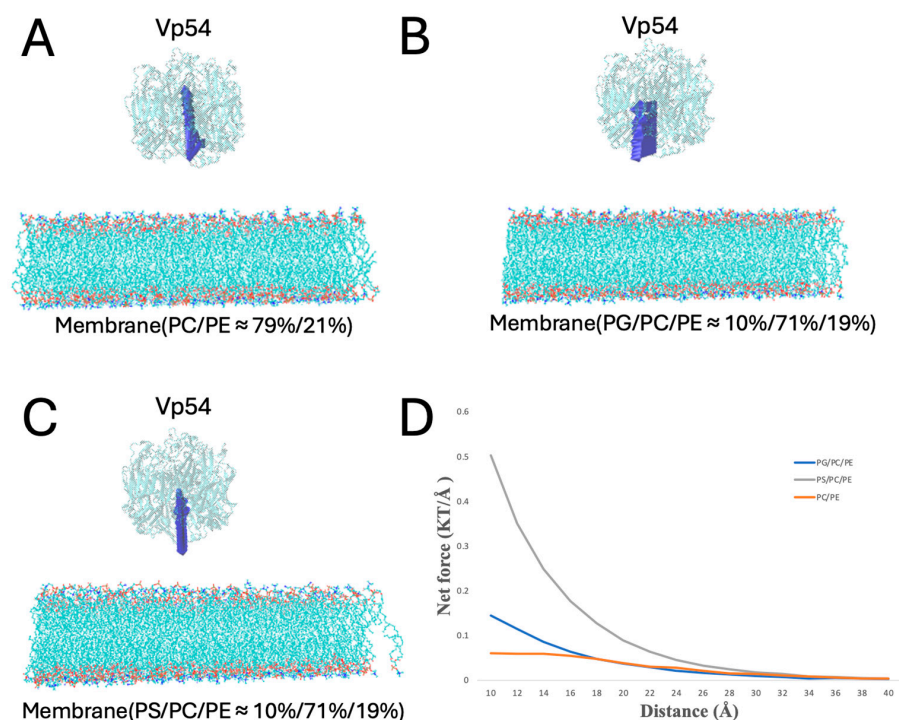 A
Vp54
Membrane(PC/PE ≈ 79%/21%)
B
Vp54
Membrane(PG/PC/PE ≈ 10%/71%/19%)
C
Vp54
Membrane(PS/PC/PE ≈ 10%/71%/19%)
D
Net force (KT/Å)
0.6
0.5
0.4
0.3
0.2
0.1
0
PG/PC/PE
PS/PC/PE
PC/PE
10 12 14 16 18 20 22 24 26 28 30 32 34 36 38 40
Distance (Å)